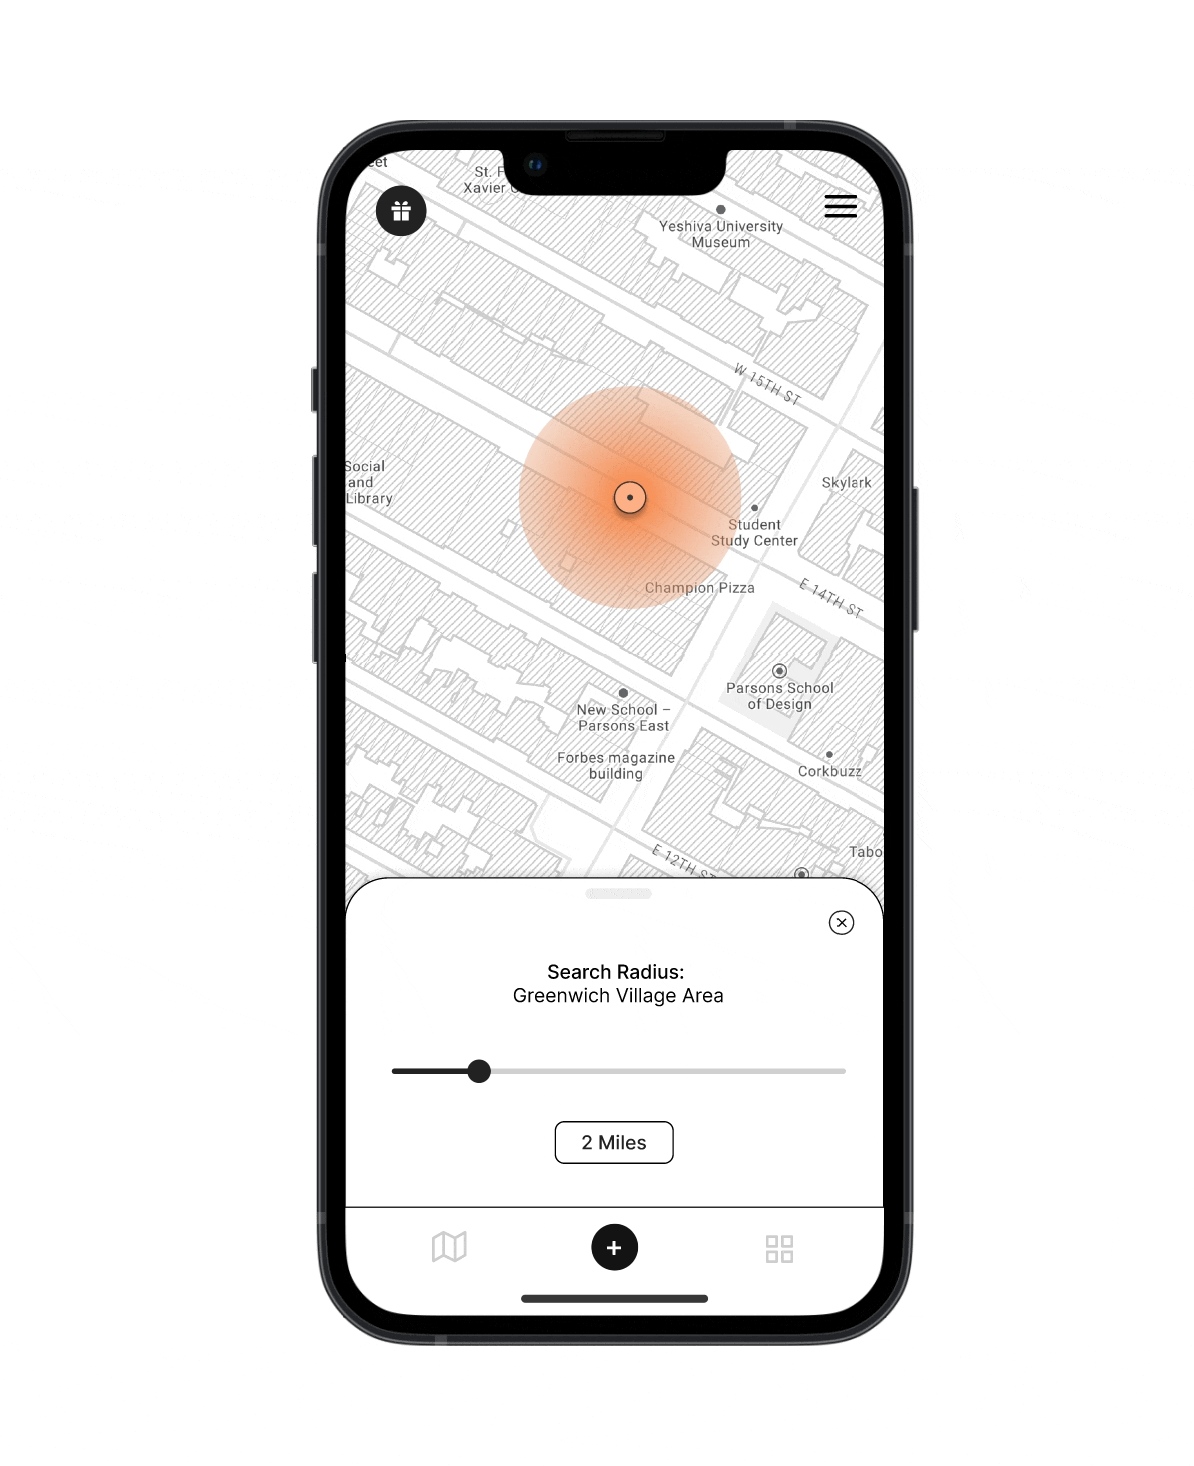 eet
St. F
Xavier
Yeshiva University
Museum
W 15TH ST
Social
and
Library
Skylark
Student
Study Center
Champion Pizza
E 14TH ST
Parsons School
of Design
New School –
Parsons East
Forbes magazine
building
Corkbuzz
Tabo
E 12TH ST
Search Radius:
Greenwich Village Area
2 Miles